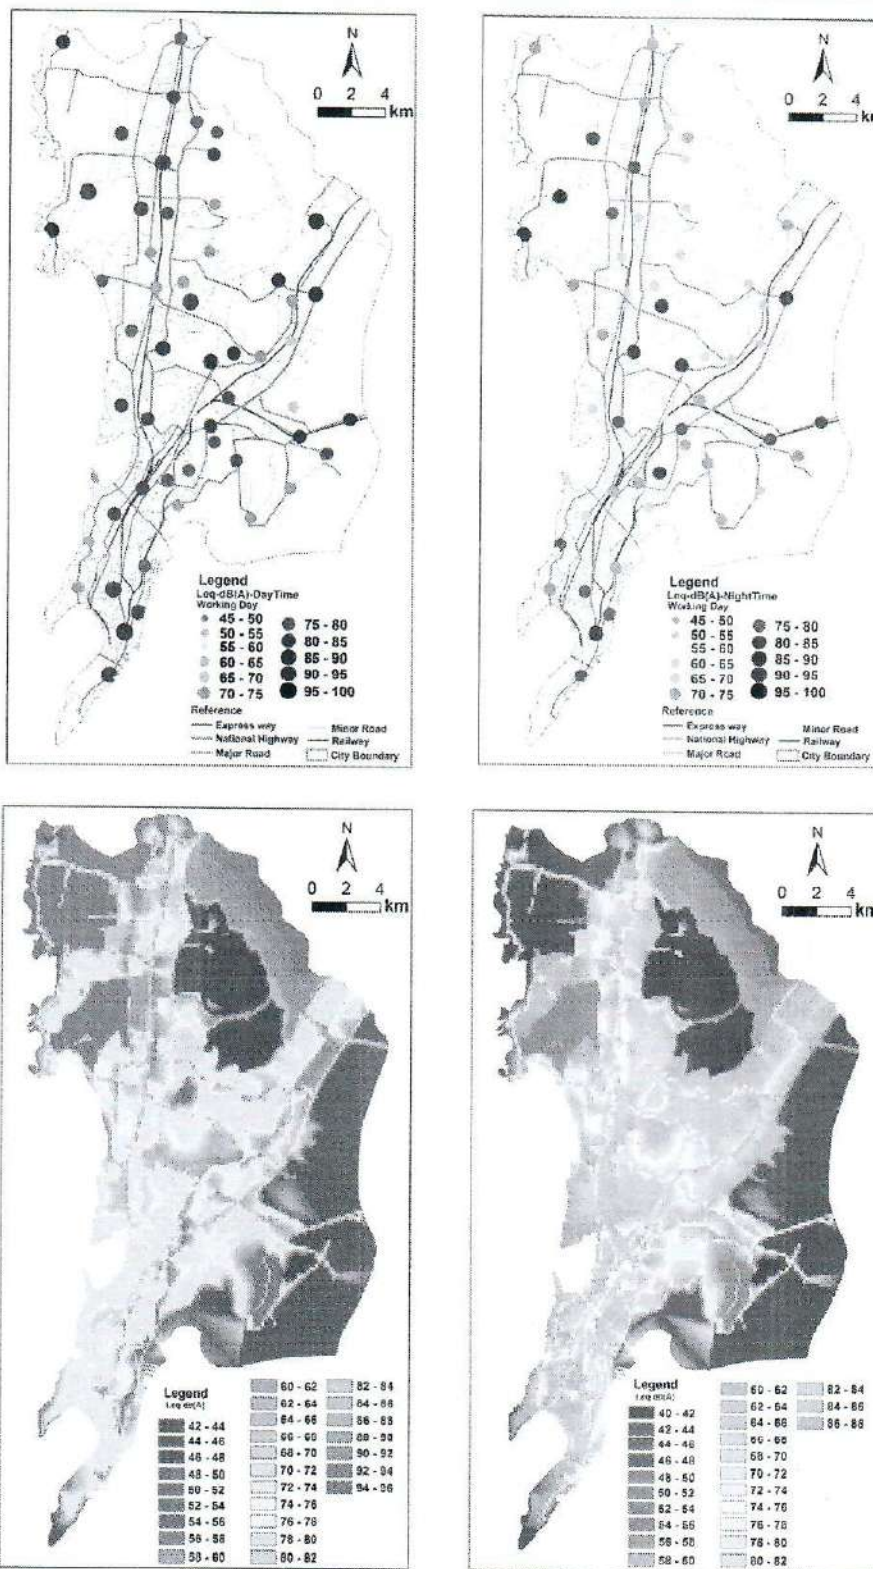 N
0 2 4
km
Legend
Leq-dB(A)-DayTime
Working Day
45 - 50
50 - 55
55 - 60
60 - 65
65 - 70
70 - 75
75 - 80
80 - 85
85 - 90
90 - 95
95 - 100
Reference
Express way
National Highway
Major Road
Minor Road
Railway
City Boundary
N
0 2 4
km
Legend
Leq-dB(A)-NightTime
Working Day
45 - 50
50 - 55
55 - 60
60 - 65
65 - 70
70 - 75
75 - 80
80 - 85
85 - 90
90 - 95
95 - 100
Reference
Express way
National Highway
Major Road
Minor Road
Railway
City Boundary
N
0 2 4
km
Legend
Leq dB(A)
42 - 44
44 - 46
46 - 48
48 - 50
50 - 52
52 - 54
54 - 56
56 - 58
58 - 60
60 - 62
62 - 64
64 - 66
66 - 68
68 - 70
70 - 72
72 - 74
74 - 76
76 - 78
78 - 80
80 - 82
82 - 84
84 - 86
86 - 88
88 - 90
90 - 92
92 - 94
94 - 96
N
0 2 4
km
Legend
Leq dB(A)
40 - 42
42 - 44
44 - 46
46 - 48
48 - 50
50 - 52
52 - 54
54 - 56
56 - 58
58 - 60
60 - 62
62 - 64
64 - 66
66 - 68
68 - 70
70 - 72
72 - 74
74 - 76
76 - 78
78 - 80
80 - 82
82 - 84
84 - 86
86 - 88